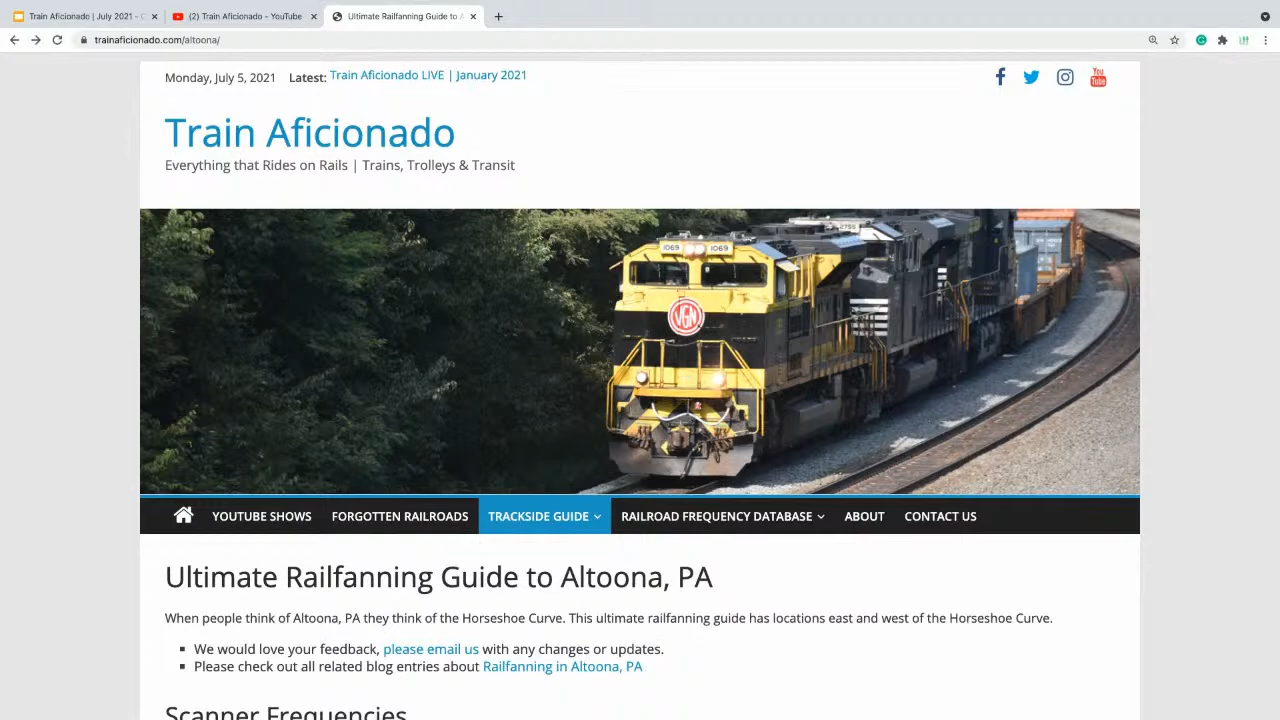 Train Aficionado | July 2021 -
(2) Train Aficionado - YouTube
Ultimate Railfanning Guide to A
trainaficionado.com/altoona/
Monday, July 5, 2021 Latest: Train Aficionado LIVE | January 2021
You
Tube
Train Aficionado
Everything that Rides on Rails | Trains, Trolleys & Transit
1069 1069
2755
VGN
YOUTUBE SHOWS FORGOTTEN RAILROADS TRACKSIDE GUIDE RAILROAD FREQUENCY DATABASE ABOUT CONTACT US
Ultimate Railfanning Guide to Altoona, PA
When people think of Altoona, PA they think of the Horseshoe Curve. This ultimate railfanning guide has locations east and west of the Horseshoe Curve.
We would love your feedback, please email us with any changes or updates.
Please check out all related blog entries about Railfanning in Altoona, PA
Scanner Frequencies